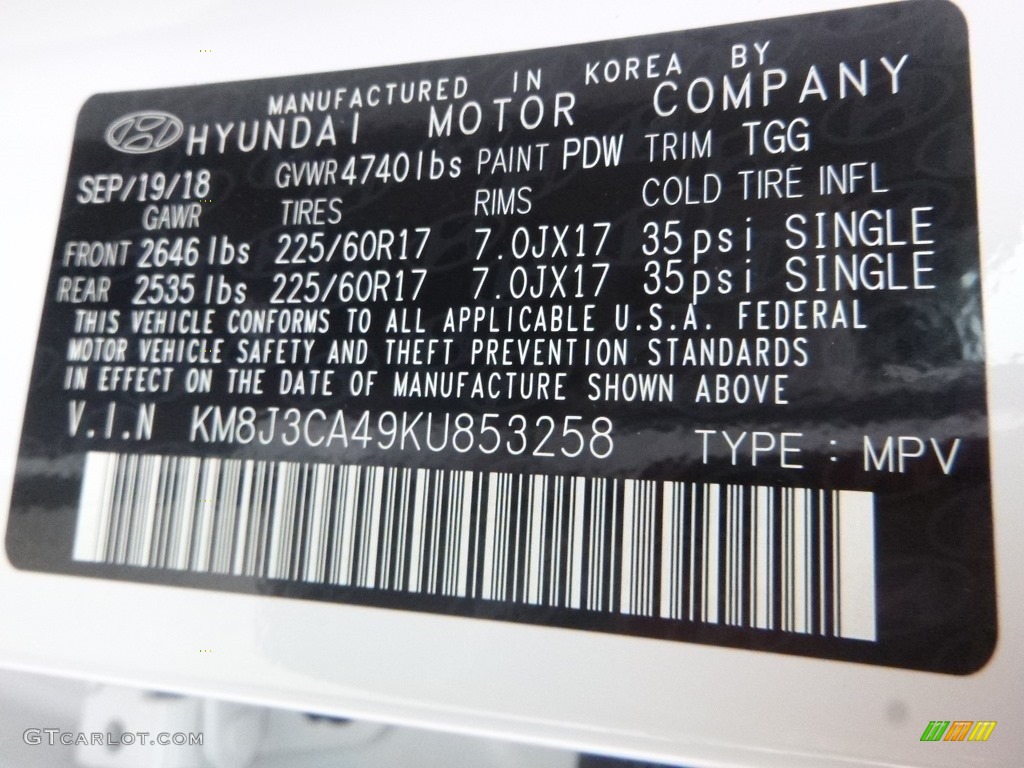 MANUFACTURED IN KOREA BY
HYUNDAI MOTOR COMPANY
SEP/19/18 GVWR 4740lbs PAINT PDW TRIM TGG
GAWR TIRES RIMS COLD TIRE INFL
FRONT 2646 lbs 225/60R17 7.0JX17 35psi SINGLE
REAR 2535 lbs 225/60R17 7.0JX17 35psi SINGLE
THIS VEHICLE CONFORMS TO ALL APPLICABLE U.S.A. FEDERAL
MOTOR VEHICLE SAFETY AND THEFT PREVENTION STANDARDS
IN EFFECT ON THE DATE OF MANUFACTURE SHOWN ABOVE
V.I.N KM8J3CA49KU853258 TYPE : MPV
GTCARLOT.COM